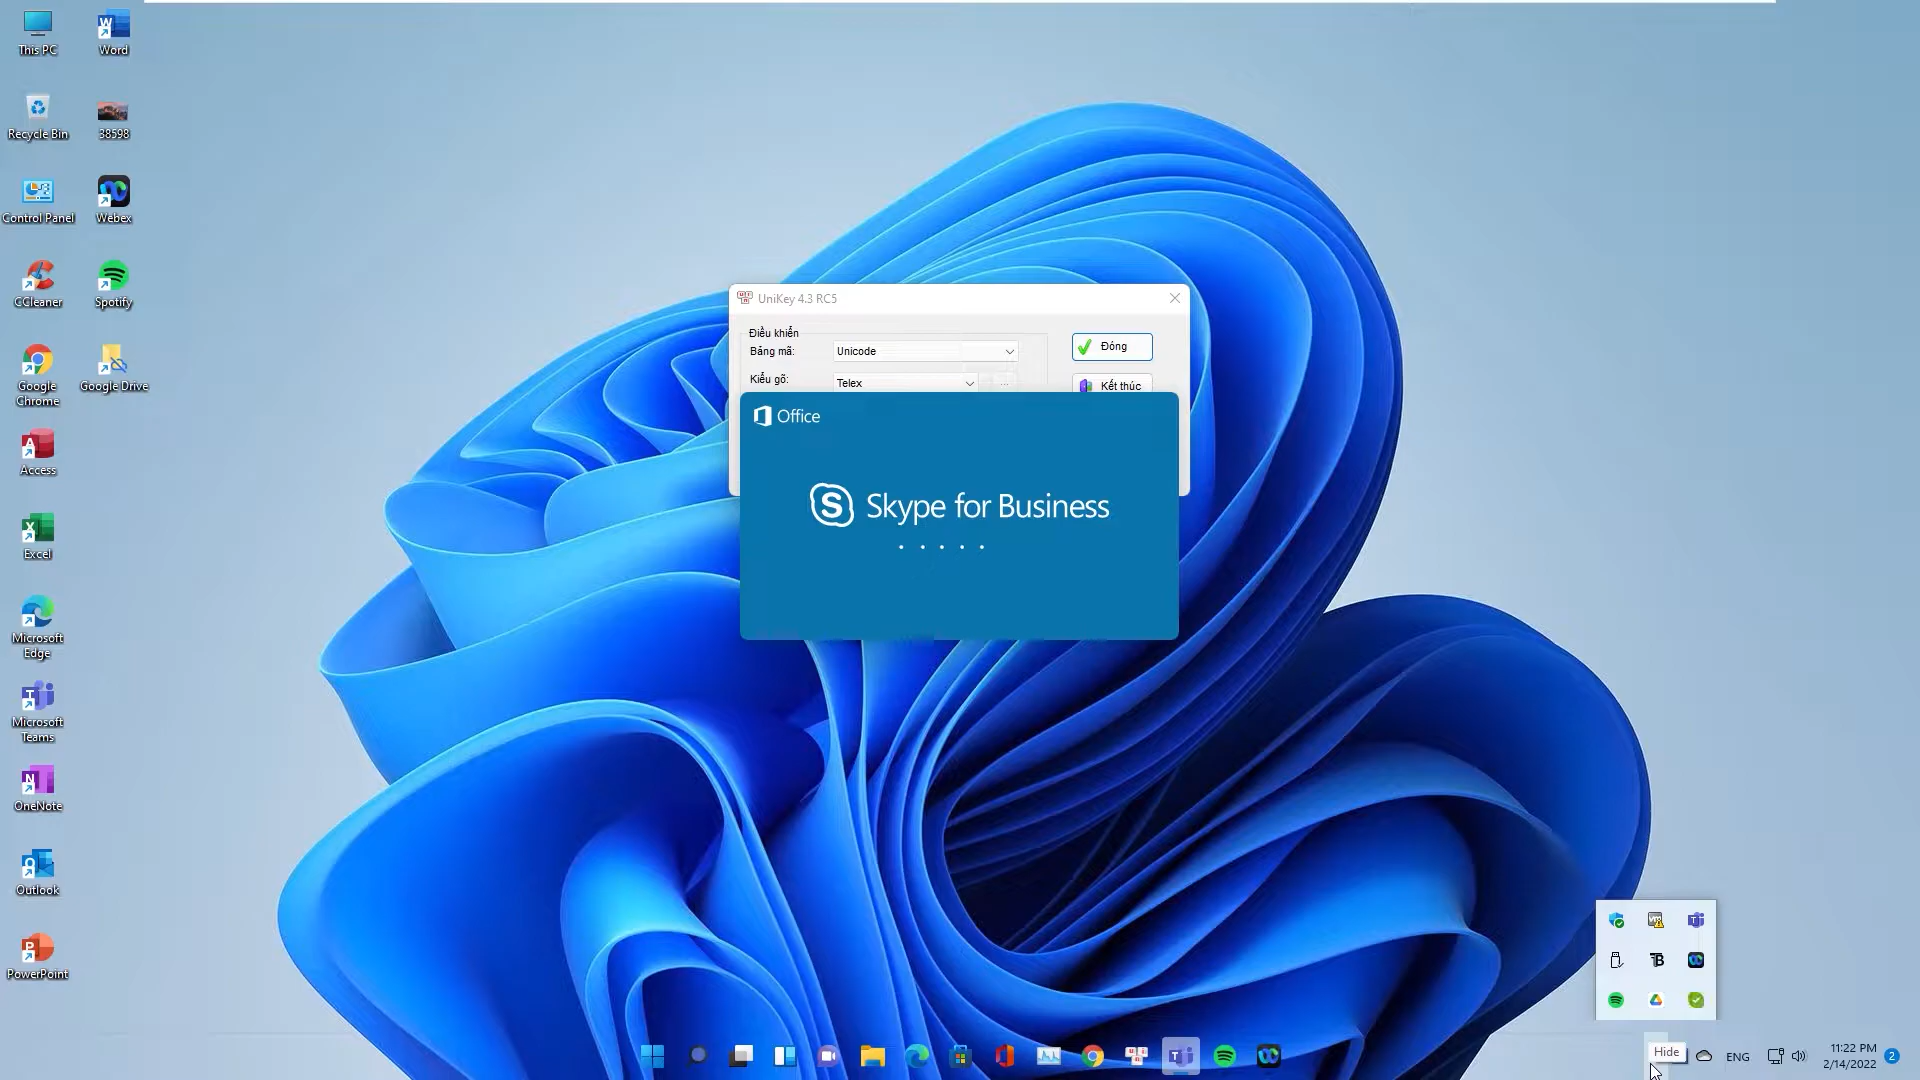 This PC
Word
Recycle Bin
38598
Control Panel
Webex
CCleaner
Spotify
Google Chrome
Google Drive
Access
Excel
Microsoft Edge
Microsoft Teams
OneNote
Outlook
PowerPoint
UniKey 4.3 RC5
Điều khiển
Bảng mã:
Unicode
Đóng
Kiểu gõ:
Telex
...
Kết thúc
Office
Skype for Business
Hide
ENG
11:22 PM
2/14/2022
2